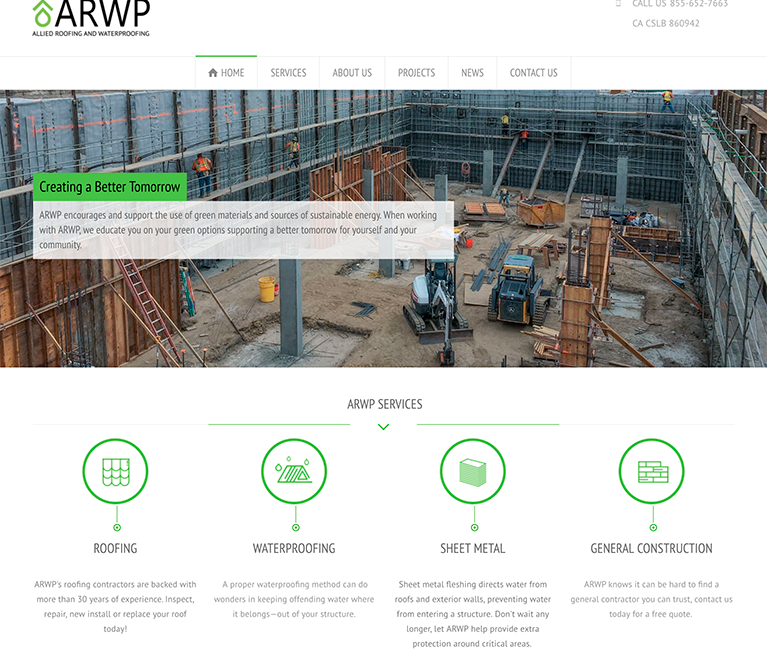 ARWP
ALLIED ROOFING AND WATERPROOFING
CALL US 855-652-7663
CA CSLB 860942
HOME
SERVICES
ABOUT US
PROJECTS
NEWS
CONTACT US
Creating a Better Tomorrow
ARWP encourages and support the use of green materials and sources of sustainable energy. When working
with ARWP, we educate you on your green options supporting a better tomorrow for yourself and your
community.
ARWP SERVICES
ROOFING
ARWP's roofing contractors are backed with
more than 30 years of experience. Inspect,
repair, new install or replace your roof
today!
WATERPROOFING
A proper waterproofing method can do
wonders in keeping offending water where
it belongs—out of your structure.
SHEET METAL
Sheet metal fleshing directs water from
roofs and exterior walls, preventing water
from entering a structure. Don't wait any
longer, let ARWP help provide extra
protection around critical areas.
GENERAL CONSTRUCTION
ARWP knows it can be hard to find a
general contractor you can trust, contact us
today for a free quote.